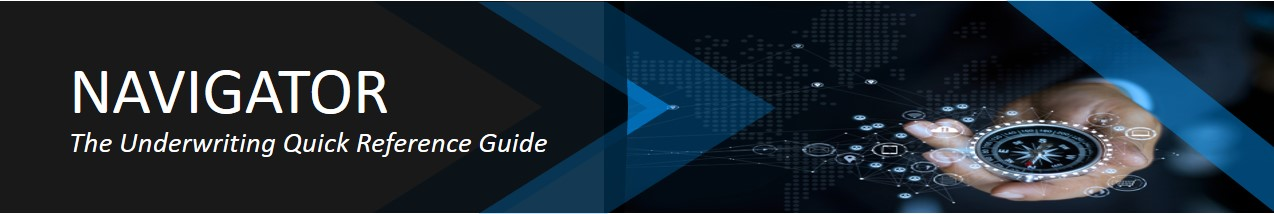 NAVIGATOR
The Underwriting Quick Reference Guide